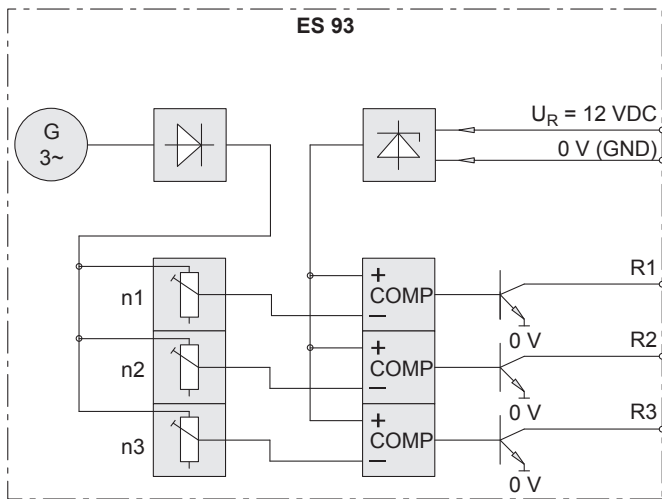 ES 93
G
3~
U_R = 12 VDC
0 V (GND)
n1
+
COMP
−
R1
0 V
n2
+
COMP
−
R2
0 V
n3
+
COMP
−
R3
0 V